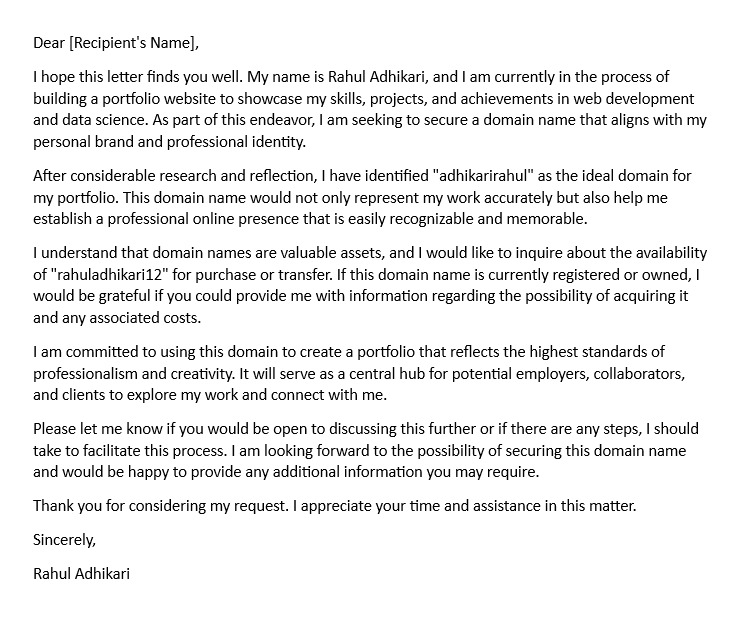 Dear [Recipient's Name],
I hope this letter finds you well. My name is Rahul Adhikari, and I am currently in the process of
building a portfolio website to showcase my skills, projects, and achievements in web development
and data science. As part of this endeavor, I am seeking to secure a domain name that aligns with my
personal brand and professional identity.
After considerable research and reflection, I have identified "adhikarirahul" as the ideal domain for
my portfolio. This domain name would not only represent my work accurately but also help me
establish a professional online presence that is easily recognizable and memorable.
I understand that domain names are valuable assets, and I would like to inquire about the availability
of "rahuladhikari12" for purchase or transfer. If this domain name is currently registered or owned, I
would be grateful if you could provide me with information regarding the possibility of acquiring it
and any associated costs.
I am committed to using this domain to create a portfolio that reflects the highest standards of
professionalism and creativity. It will serve as a central hub for potential employers, collaborators,
and clients to explore my work and connect with me.
Please let me know if you would be open to discussing this further or if there are any steps, I should
take to facilitate this process. I am looking forward to the possibility of securing this domain name
and would be happy to provide any additional information you may require.
Thank you for considering my request. I appreciate your time and assistance in this matter.
Sincerely,
Rahul Adhikari